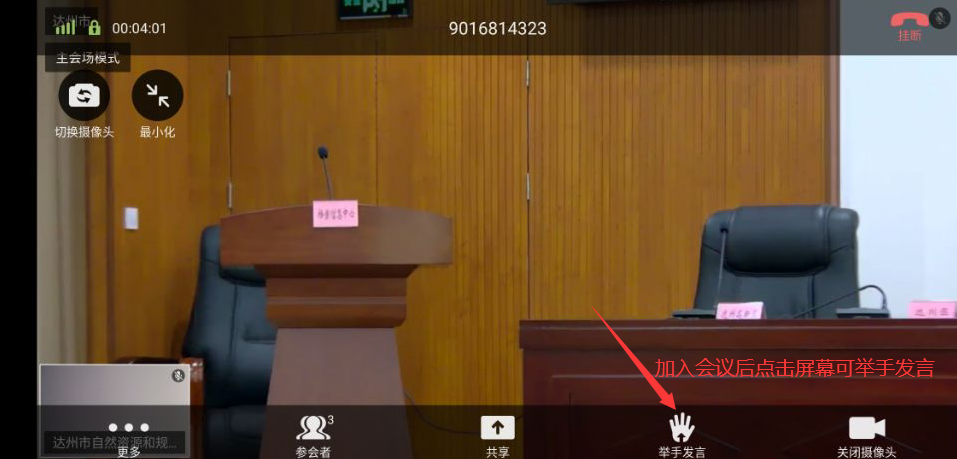 达州市
00:04:01
9016814323
挂断
主会场模式
切换摄像头
最小化
加入会议后点击屏幕可举手发言
达州市自然资源和规...
更多
参会者
3
共享
举手发言
关闭摄像头